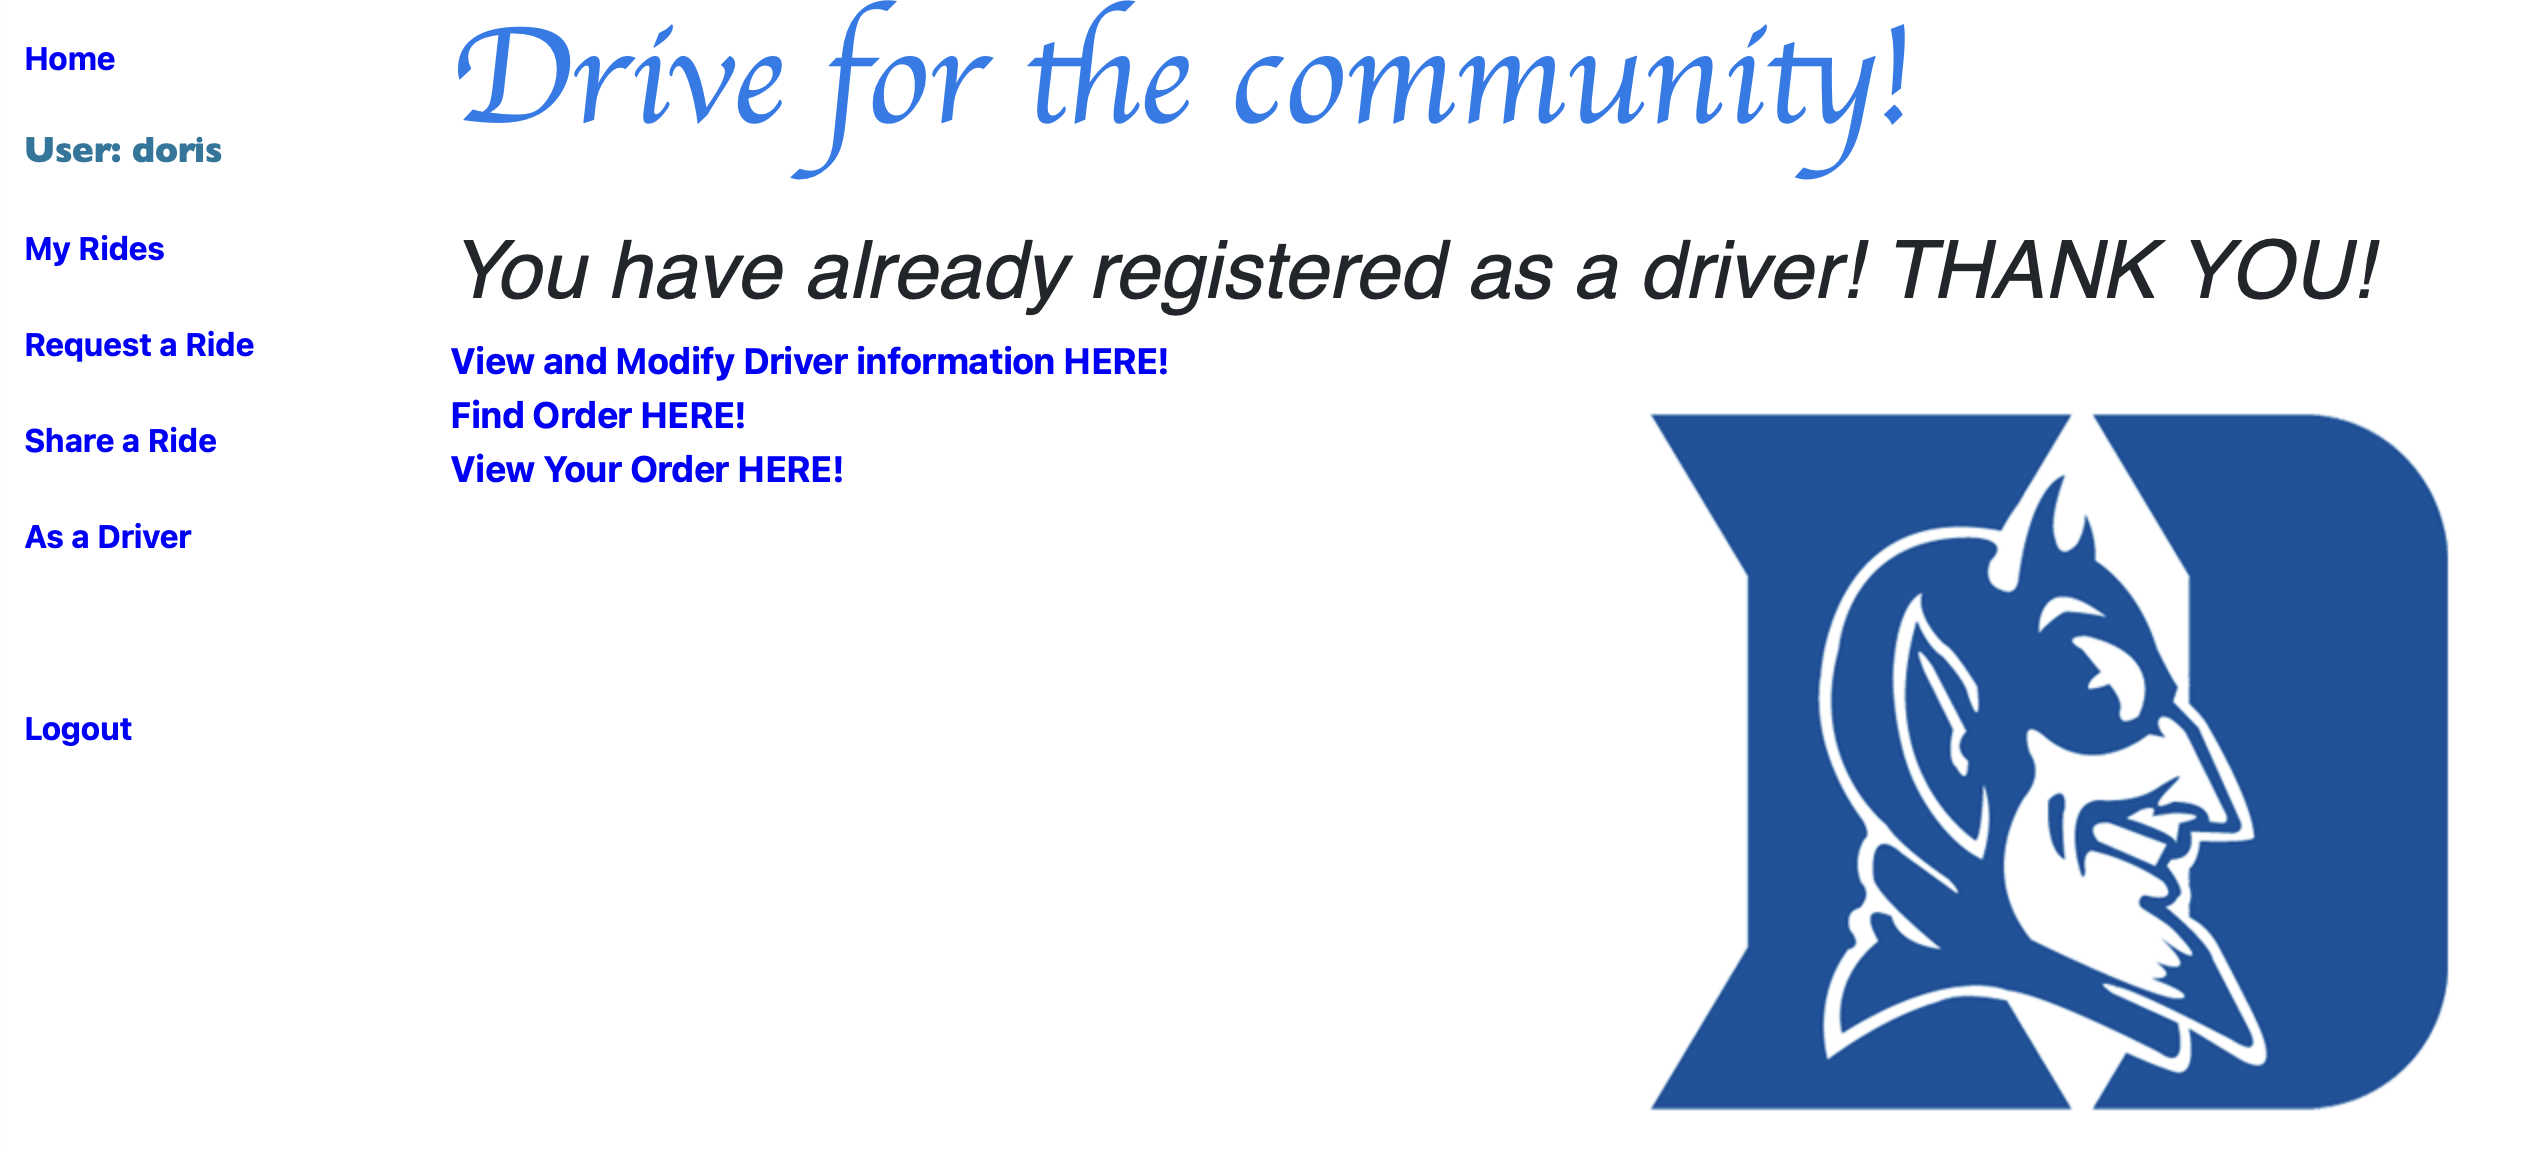 Home
User: doris
My Rides
Request a Ride
Share a Ride
As a Driver
Logout
Drive for the community!
You have already registered as a driver! THANK YOU!
View and Modify Driver information HERE!
Find Order HERE!
View Your Order HERE!